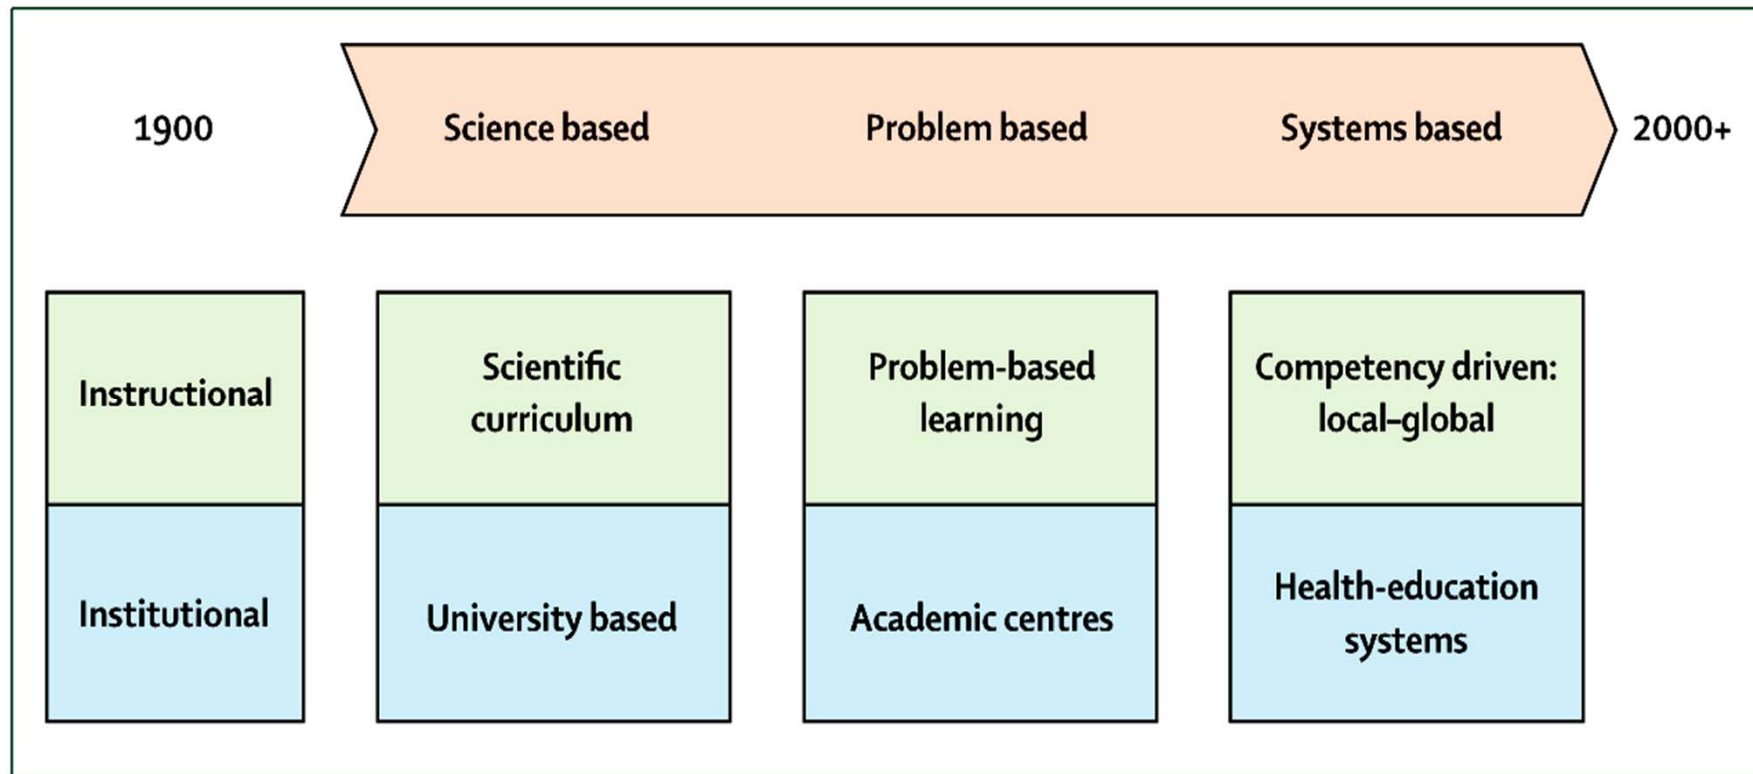 1900
Science based
Problem based
Systems based
2000+
Instructional
Scientific
curriculum
Problem-based
learning
Competency driven:
local–global
Institutional
University based
Academic centres
Health-education
systems